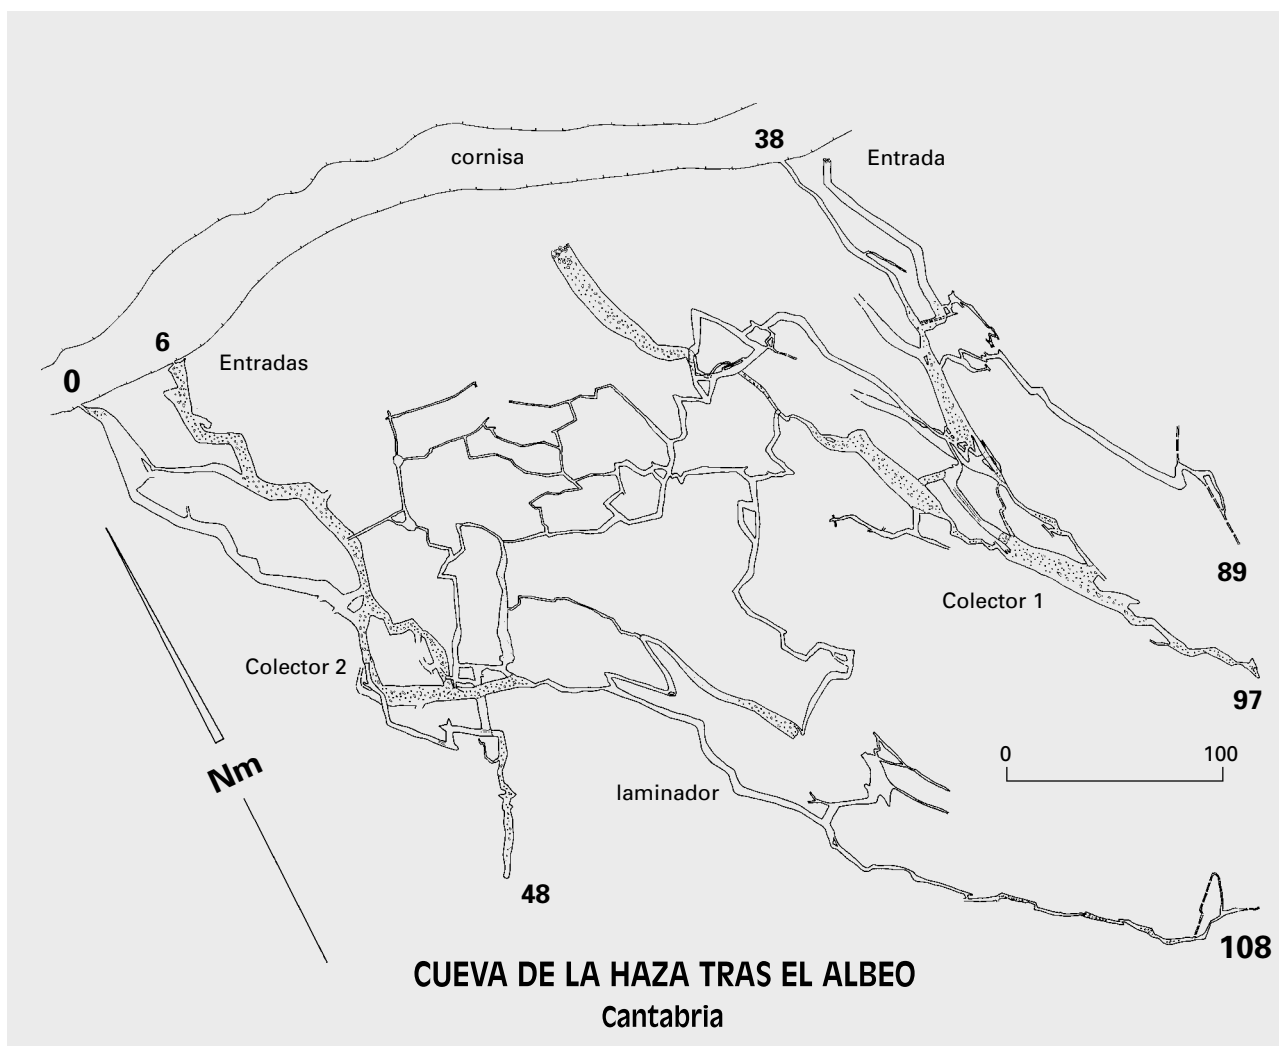 38
cornisa
Entrada
6
Entradas
0
89
Colector 1
Colector 2
97
Nm
0 100
laminador
48
108
CUEVA DE LA HAZA TRAS EL ALBEO
Cantabria